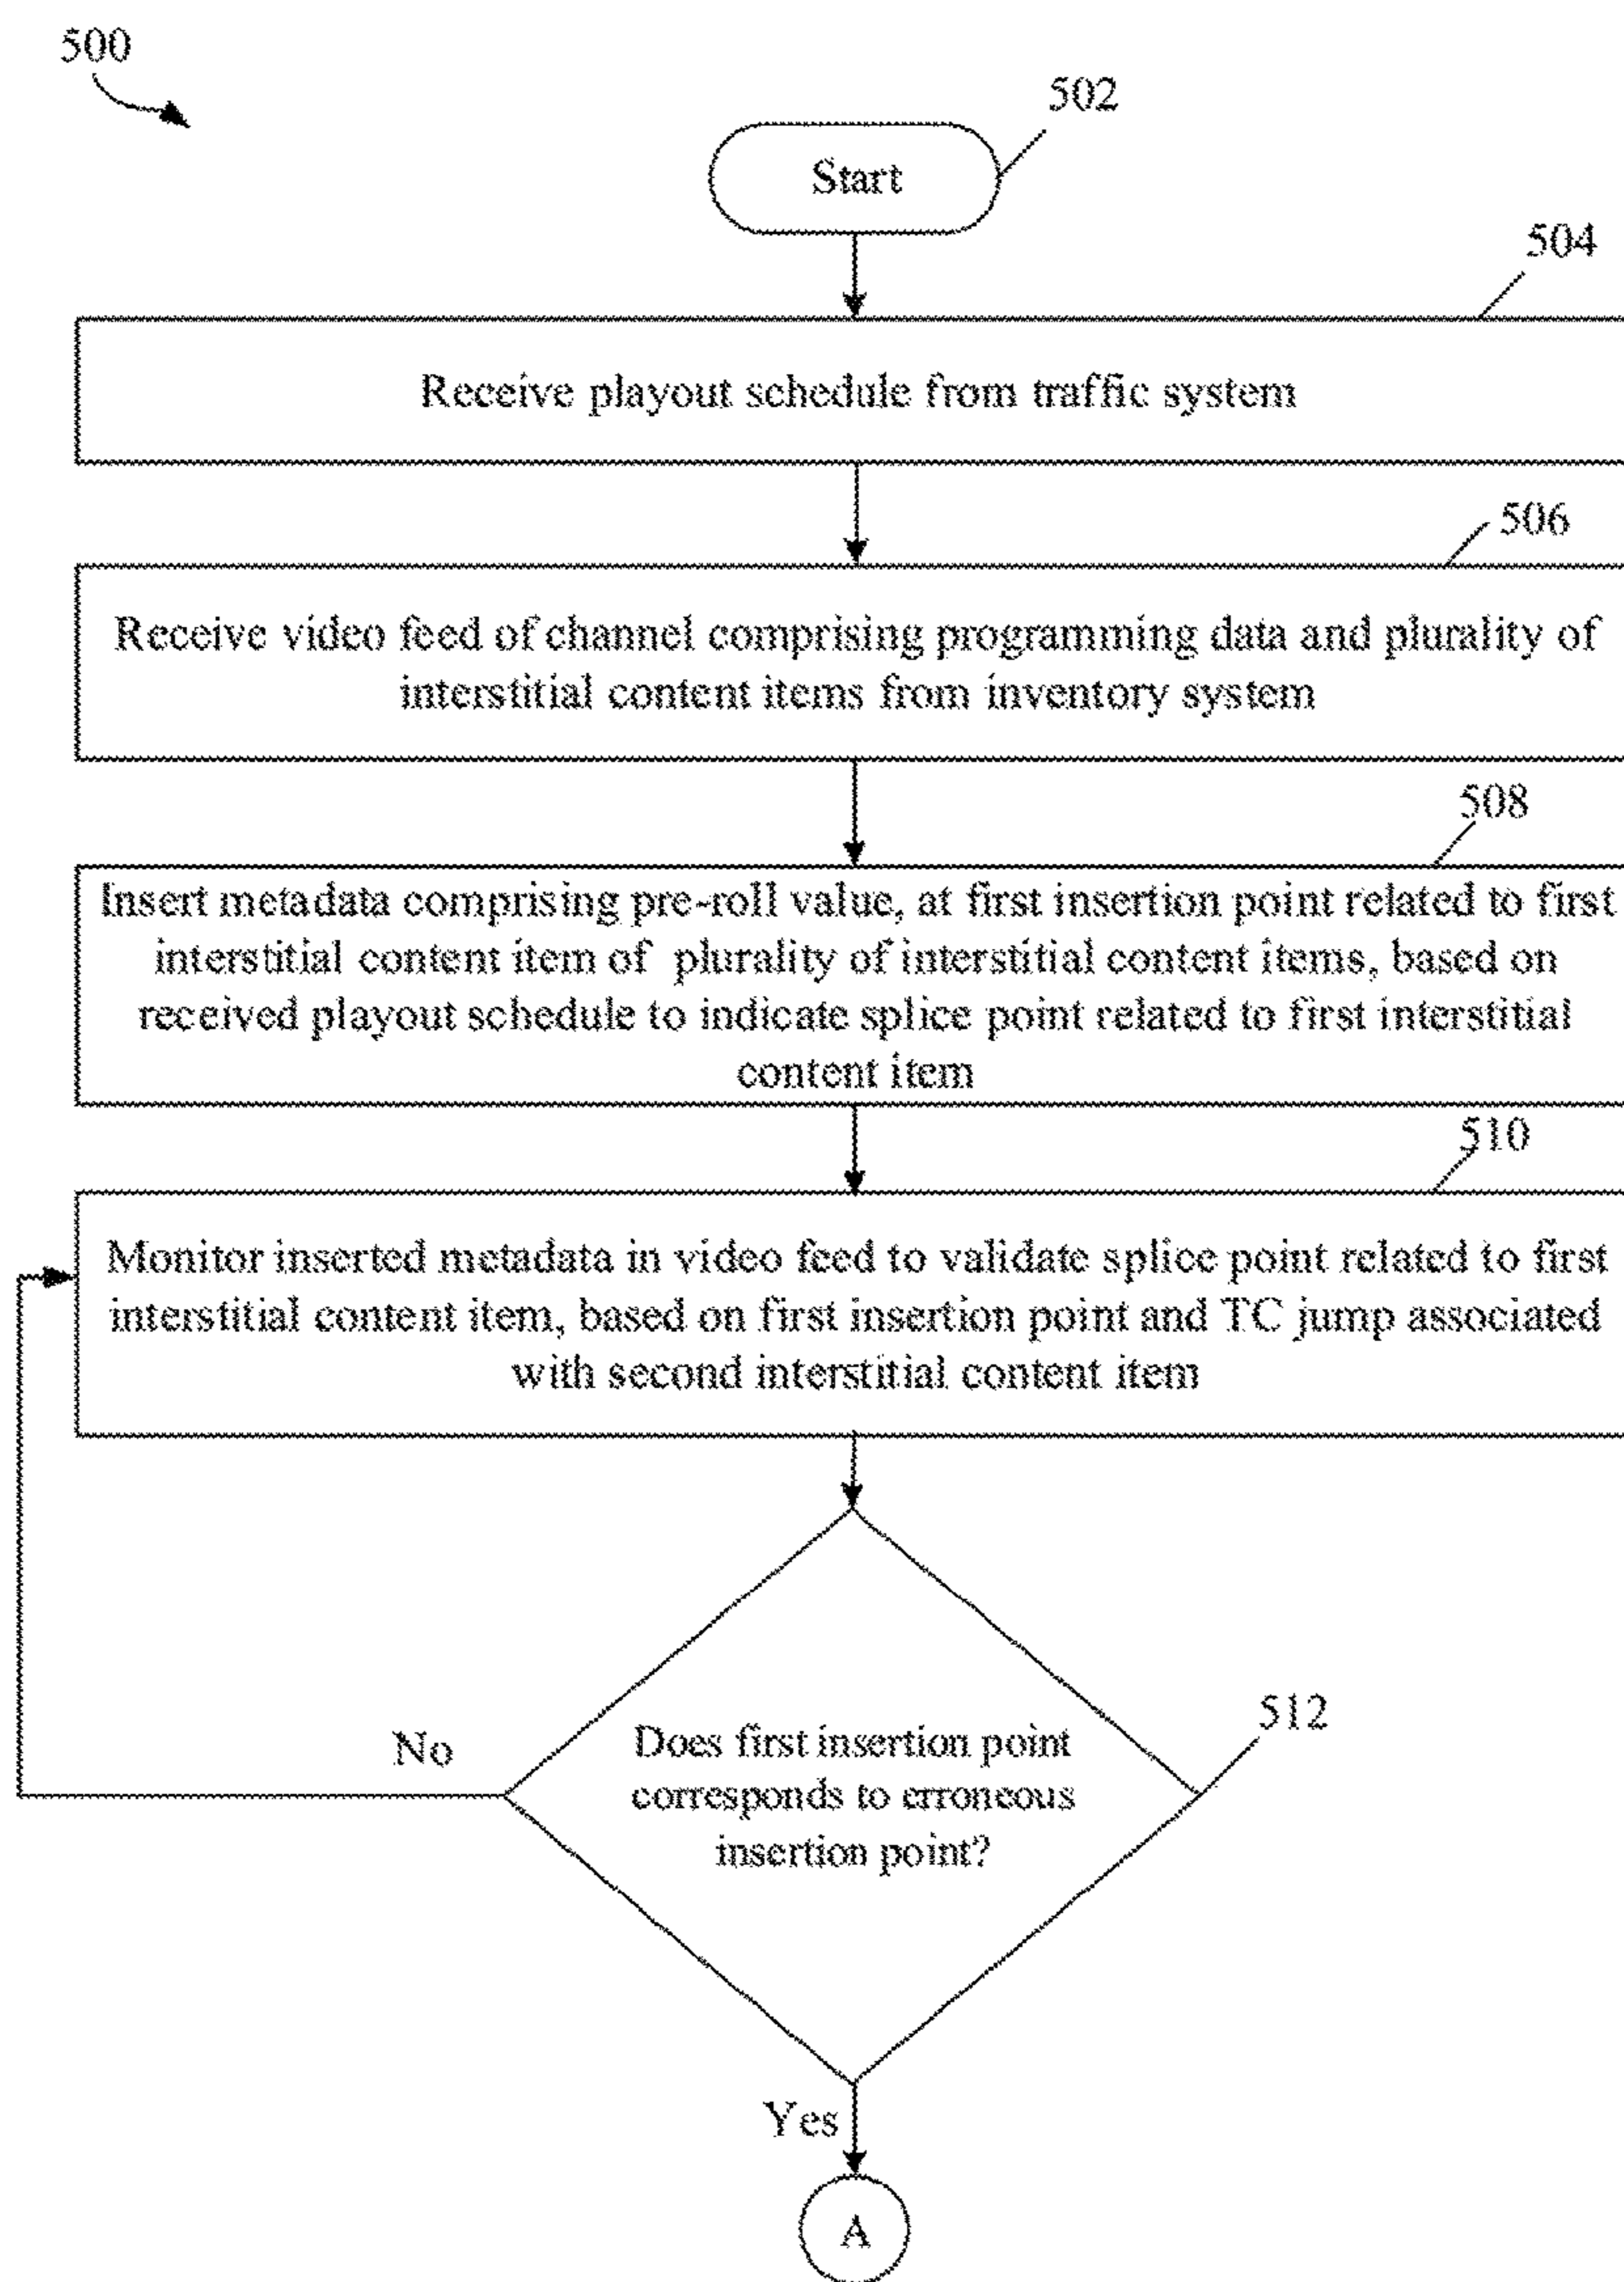 500
502
Start
504
Receive playout schedule from traffic system
506
Receive video feed of channel comprising programming data and plurality of
interstitial content items from inventory system
508
Insert metadata comprising pre-roll value, at first insertion point related to first
interstitial content item of plurality of interstitial content items, based on
received playout schedule to indicate splice point related to first interstitial
content item
510
Monitor inserted metadata in video feed to validate splice point related to first
interstitial content item, based on first insertion point and TC jump associated
with second interstitial content item
512
No
Does first insertion point
corresponds to erroneous
insertion point?
Yes
A